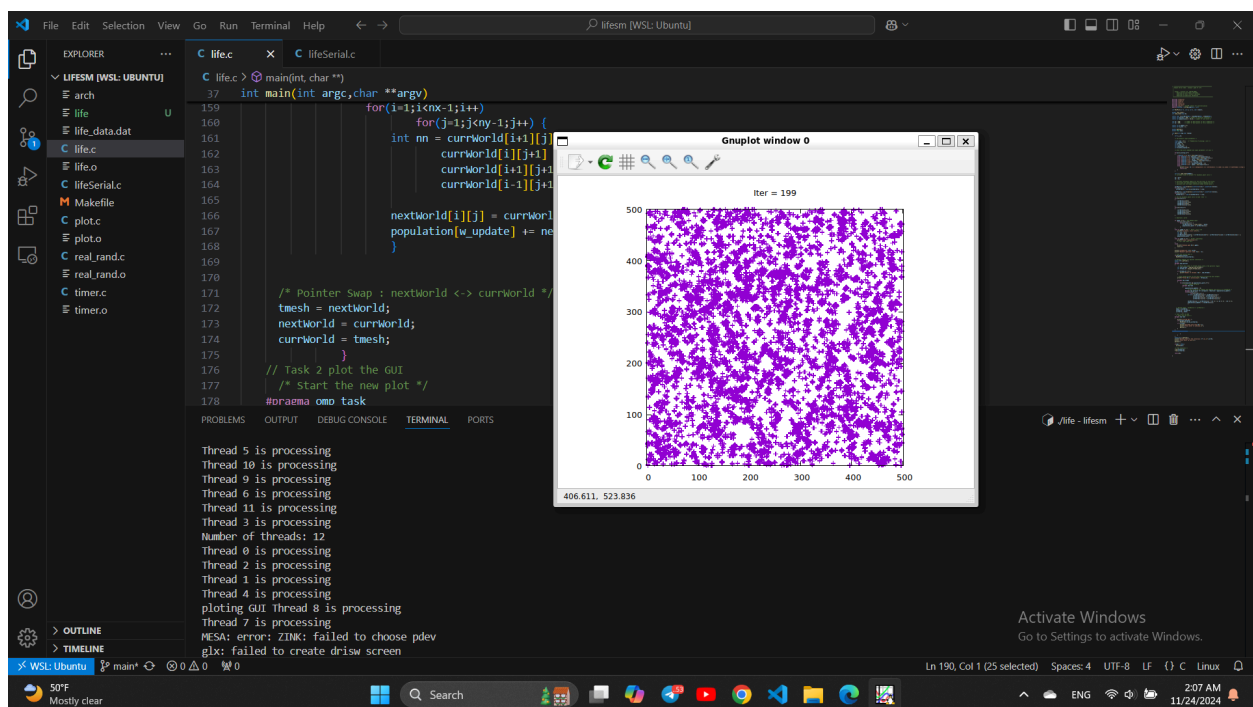 File Edit Selection View Go Run Terminal Help
lifesm [WSL: Ubuntu]
EXPLORER
LIFESM [WSL: UBUNTU]
arch
life U
life_data.dat
life.c
life.o
lifeSerial.c
Makefile
plot.c
plot.o
real_rand.c
real_rand.o
timer.c
timer.o
OUTLINE
TIMELINE
life.c
lifeSerial.c
life.c > main(int, char **)
37 int main(int argc,char **argv)
159 for(i=1;i<nx-1;i++)
160 for(j=1;j<ny-1;j++) {
161 int nn = currWorld[i+1][j]
162 currWorld[i][j+1]
163 currWorld[i+1][j+1
164 currWorld[i-1][j+1
165
166 nextWorld[i][j] = currWorl
167 population[w_update] += ne
168 }
169
170
171 /* Pointer Swap : nextWorld <-> currWorld */
172 tmesh = nextWorld;
173 nextWorld = currWorld;
174 currWorld = tmesh;
175 }
176 // Task 2 plot the GUI
177 /* Start the new plot */
178 #pragma omp task
Gnuplot window 0
Iter = 199
500
400
300
200
100
0
0 100 200 300 400 500
406.611, 523.836
PROBLEMS OUTPUT DEBUG CONSOLE TERMINAL PORTS
./life - lifesm
Thread 5 is processing
Thread 10 is processing
Thread 9 is processing
Thread 6 is processing
Thread 11 is processing
Thread 3 is processing
Number of threads: 12
Thread 0 is processing
Thread 2 is processing
Thread 1 is processing
Thread 4 is processing
ploting GUI Thread 8 is processing
Thread 7 is processing
MESA: error: ZINK: failed to choose pdev
glx: failed to create drisw screen
Activate Windows
Go to Settings to activate Windows.
WSL: Ubuntu main* 0 0 0 Ln 190, Col 1 (25 selected) Spaces: 4 UTF-8 LF {} C Linux
50°F
Mostly clear
Search
53
ENG
2:07 AM
11/24/2024